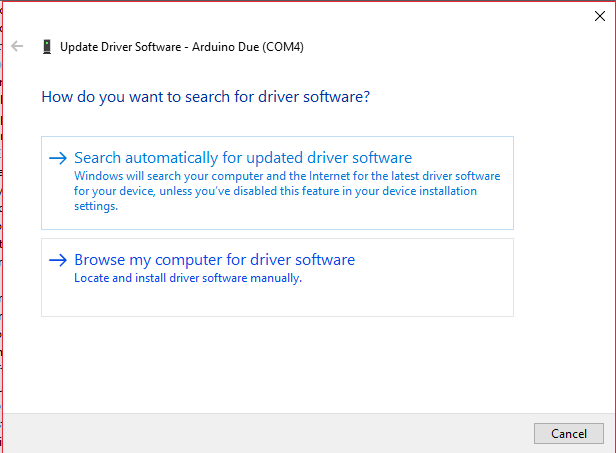 Update Driver Software - Arduino Due (COM4)
How do you want to search for driver software?
Search automatically for updated driver software
Windows will search your computer and the Internet for the latest driver software
for your device, unless you've disabled this feature in your device installation
settings.
Browse my computer for driver software
Locate and install driver software manually.
Cancel